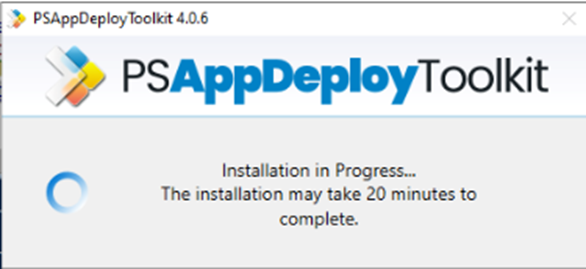 PSAppDeployToolkit 4.0.6
PSAppDeployToolkit
Installation in Progress...
The installation may take 20 minutes to
complete.